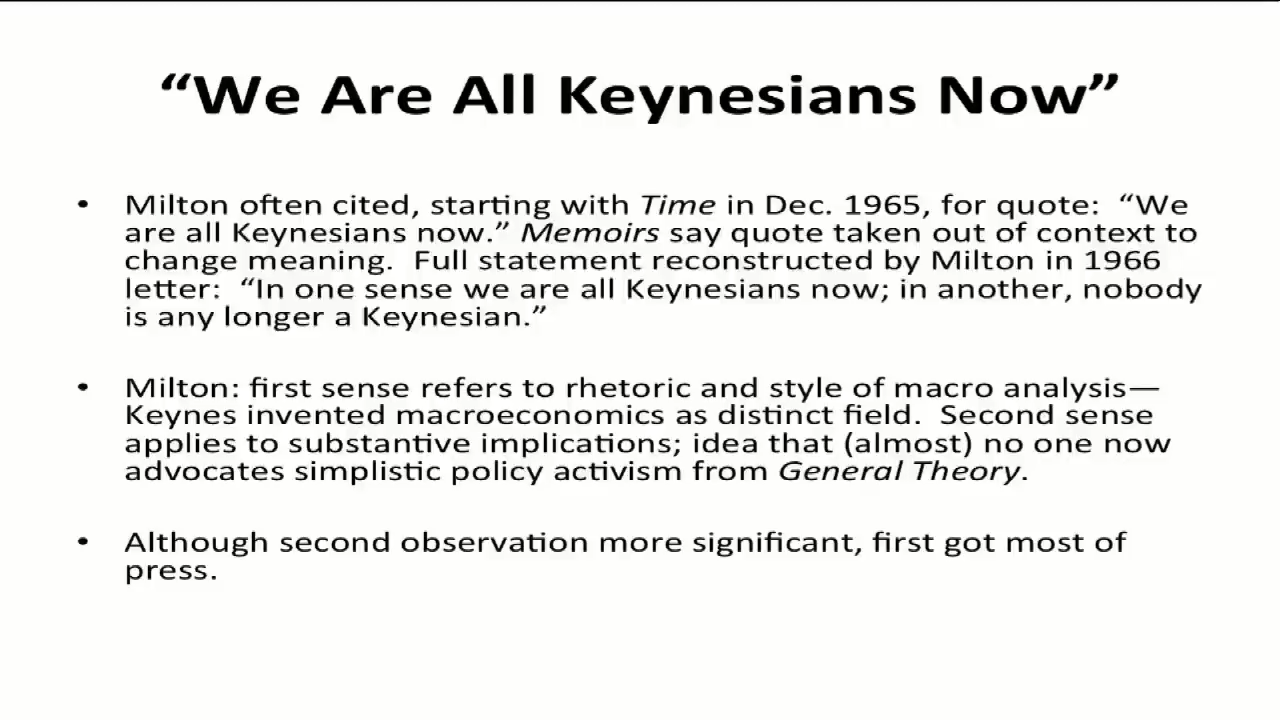 “We Are All Keynesians Now”
• Milton often cited, starting with Time in Dec. 1965, for quote:  “We
are all Keynesians now.” Memoirs say quote taken out of context to
change meaning.  Full statement reconstructed by Milton in 1966
letter:  “In one sense we are all Keynesians now; in another, nobody
is any longer a Keynesian.”
• Milton: first sense refers to rhetoric and style of macro analysis—
Keynes invented macroeconomics as distinct field.  Second sense
applies to substantive implications; idea that (almost) no one now
advocates simplistic policy activism from General Theory.
• Although second observation more significant, first got most of
press.